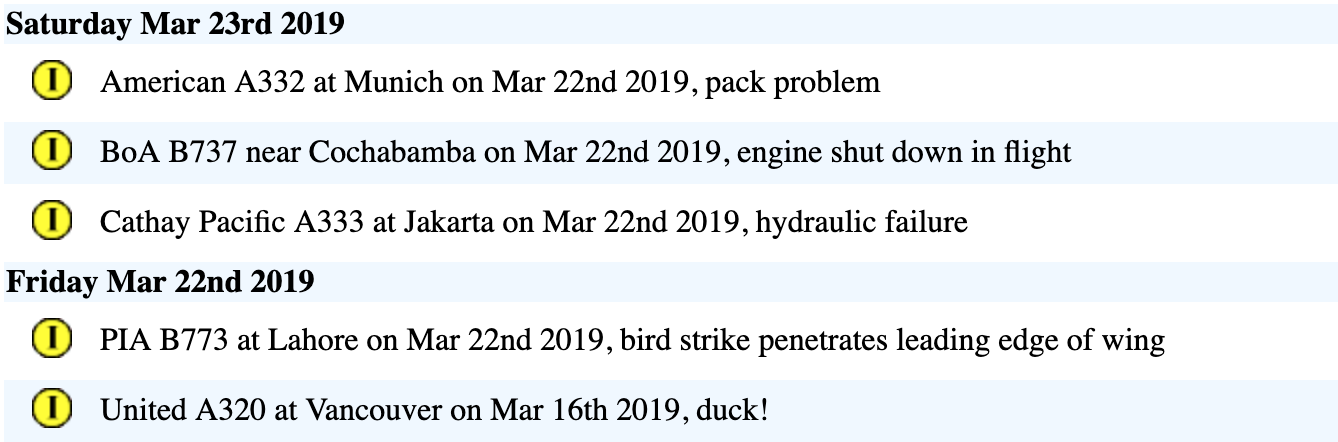 Saturday Mar 23rd 2019
I American A332 at Munich on Mar 22nd 2019, pack problem
I BoA B737 near Cochabamba on Mar 22nd 2019, engine shut down in flight
I Cathay Pacific A333 at Jakarta on Mar 22nd 2019, hydraulic failure
Friday Mar 22nd 2019
I PIA B773 at Lahore on Mar 22nd 2019, bird strike penetrates leading edge of wing
I United A320 at Vancouver on Mar 16th 2019, duck!